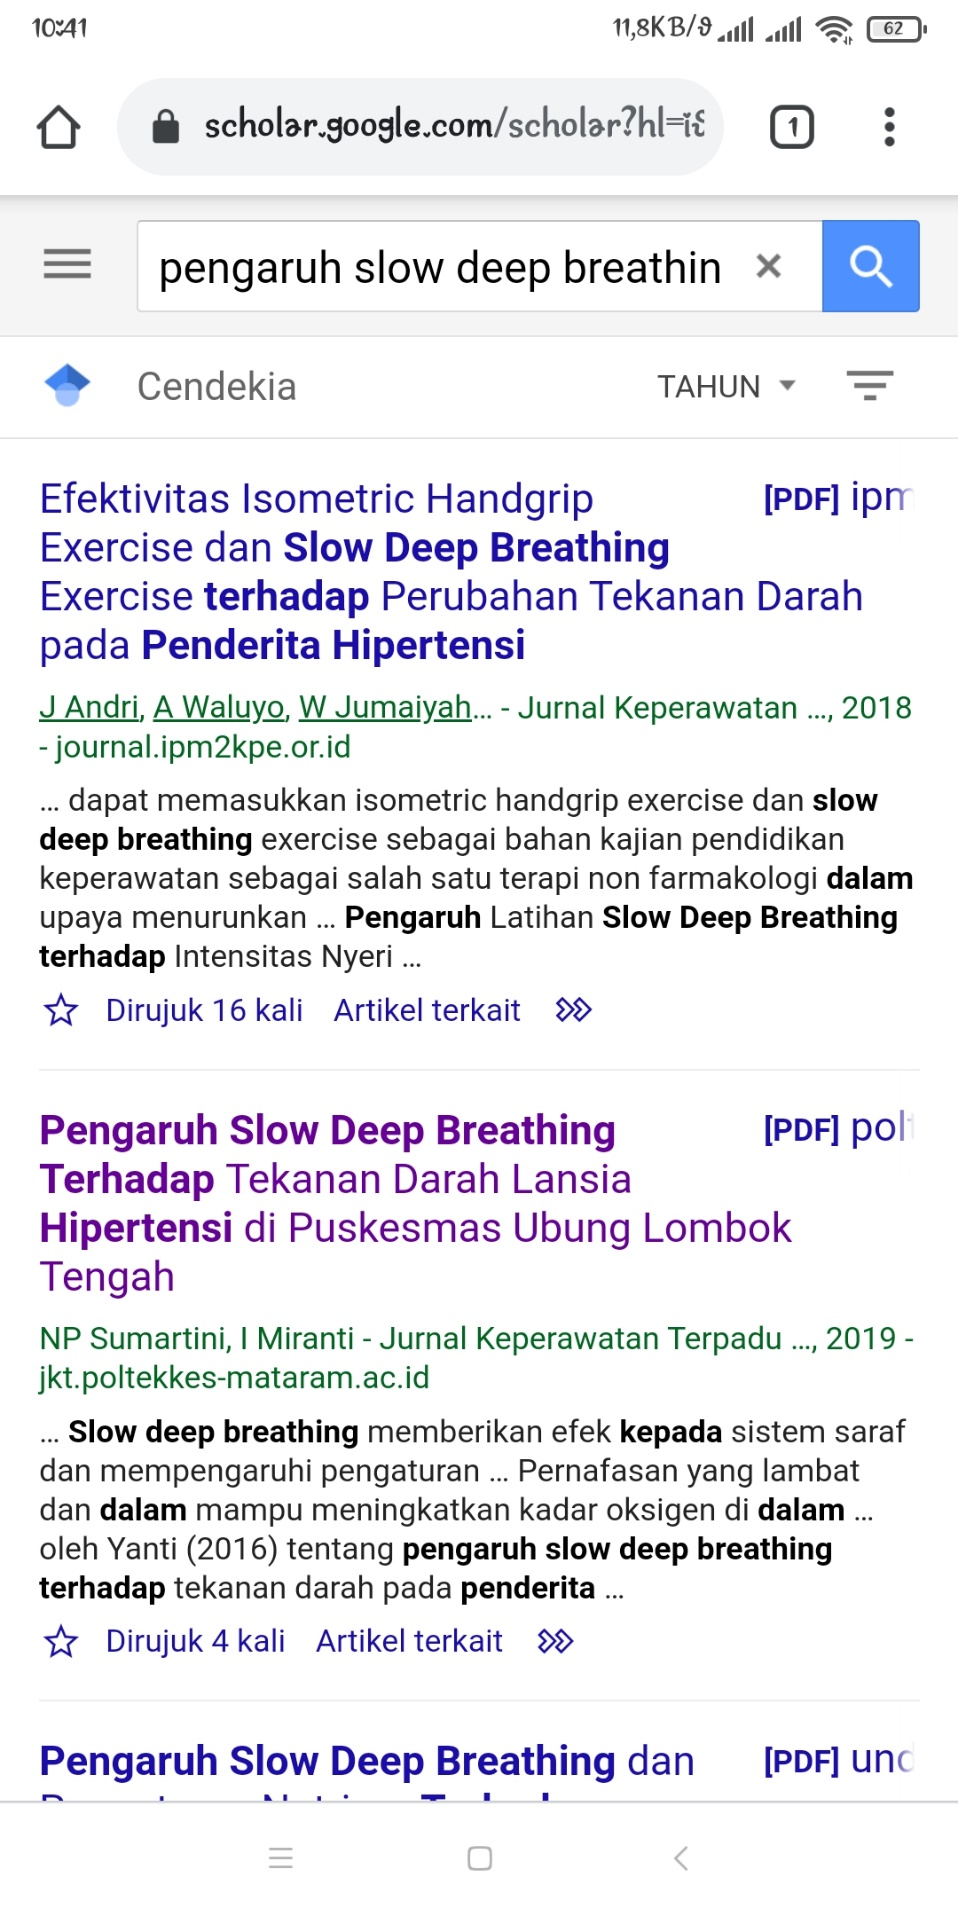 10:41
11,8KB/s
62
scholar.google.com/scholar?hl=i
1
pengaruh slow deep breathin
Cendekia
TAHUN
Efektivitas Isometric Handgrip
[PDF] ipm
Exercise dan Slow Deep Breathing
Exercise terhadap Perubahan Tekanan Darah
pada Penderita Hipertensi
J Andri, A Waluyo, W Jumaiyah... - Jurnal Keperawatan ..., 2018
- journal.ipm2kpe.or.id
... dapat memasukkan isometric handgrip exercise dan slow
deep breathing exercise sebagai bahan kajian pendidikan
keperawatan sebagai salah satu terapi non farmakologi dalam
upaya menurunkan ... Pengaruh Latihan Slow Deep Breathing
terhadap Intensitas Nyeri ...
Dirujuk 16 kali Artikel terkait
Pengaruh Slow Deep Breathing
[PDF] polt
Terhadap Tekanan Darah Lansia
Hipertensi di Puskesmas Ubung Lombok
Tengah
NP Sumartini, I Miranti - Jurnal Keperawatan Terpadu ..., 2019 -
jkt.poltekkes-mataram.ac.id
... Slow deep breathing memberikan efek kepada sistem saraf
dan mempengaruhi pengaturan ... Pernafasan yang lambat
dan dalam mampu meningkatkan kadar oksigen di dalam ...
oleh Yanti (2016) tentang pengaruh slow deep breathing
terhadap tekanan darah pada penderita ...
Dirujuk 4 kali Artikel terkait
Pengaruh Slow Deep Breathing dan
[PDF] und